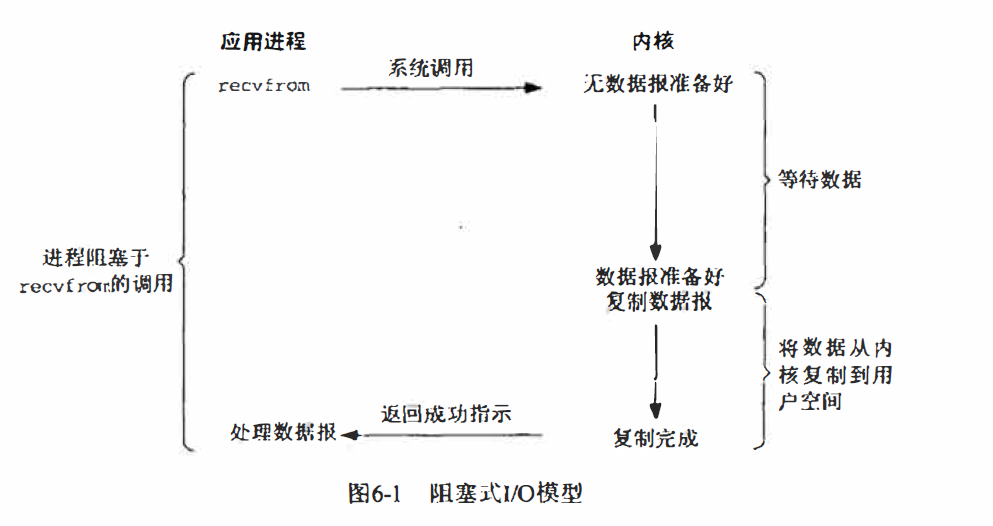 应用进程
内核
recvfrom
系统调用
无数据报准备好
等待数据
进程阻塞于
recvfrom的调用
数据报准备好
复制数据报
将数据从内
核复制到用
户空间
处理数据报
返回成功指示
复制完成
图6-1 阻塞式I/O模型